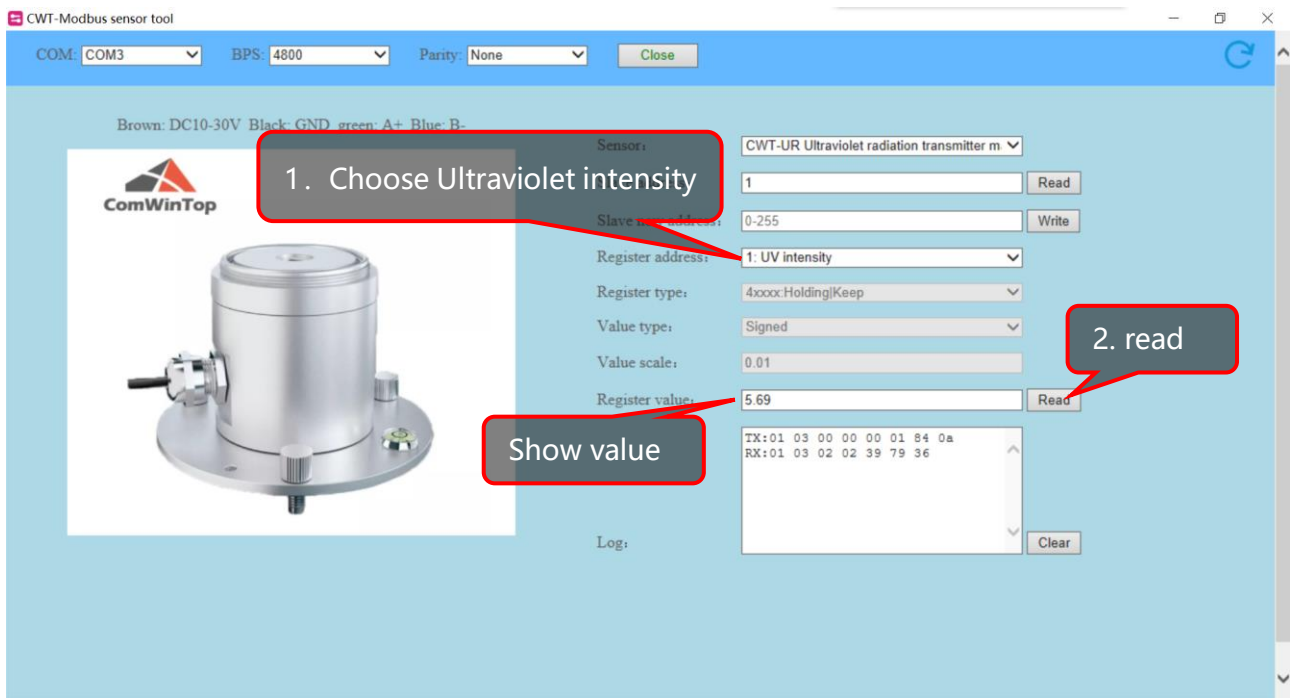 CWT-Modbus sensor tool
COM: COM3 BPS: 4800 Parity: None Close
Brown: DC10-30V Black: GND green: A+ Blue: B-
ComWinTop
Sensor: CWT-UR Ultraviolet radiation transmitter m
1. Choose Ultraviolet intensity
1 Read
Slave new address: 0-255 Write
Register address: 1: UV intensity
Register type: 4xxxx:Holding|Keep
Value type: Signed
2. read
Value scale: 0.01
Register value: 5.69 Read
Show value
TX:01 03 00 00 00 01 84 0a
RX:01 03 02 02 39 79 36
Log: Clear